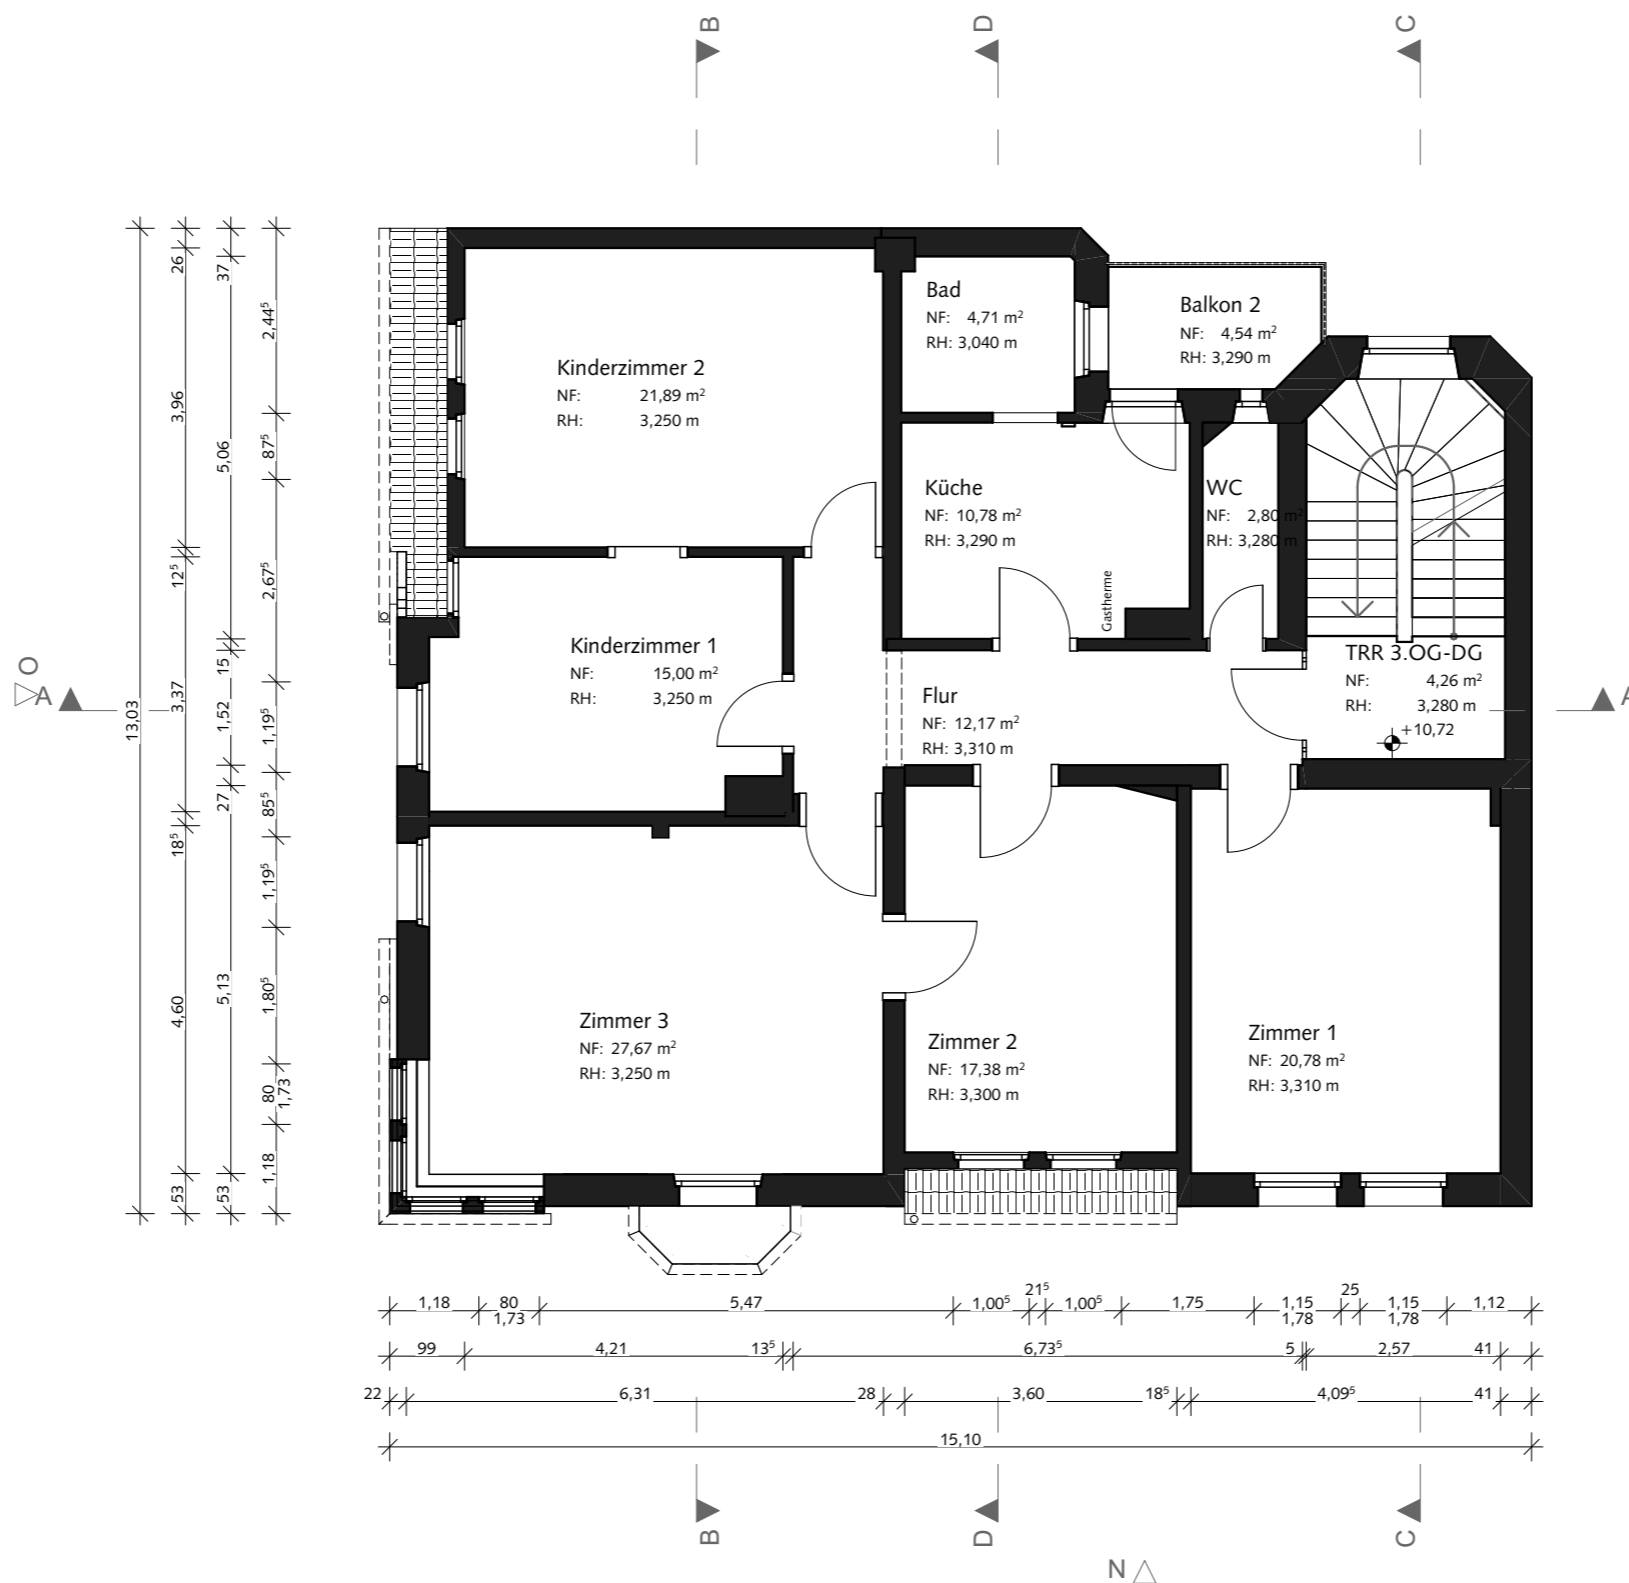 B
D
C
Bad
NF: 4,71 m²
RH: 3,040 m
Balkon 2
NF: 4,54 m²
RH: 3,290 m
Kinderzimmer 2
NF: 21,89 m²
RH: 3,250 m
Küche
NF: 10,78 m²
RH: 3,290 m
WC
NF: 2,80 m²
RH: 3,280 m
Gastherme
Kinderzimmer 1
NF: 15,00 m²
RH: 3,250 m
TRR 3.OG-DG
NF: 4,26 m²
RH: 3,280 m
+10,72
Flur
NF: 12,17 m²
RH: 3,310 m
O
A
A
Zimmer 3
NF: 27,67 m²
RH: 3,250 m
Zimmer 2
NF: 17,38 m²
RH: 3,300 m
Zimmer 1
NF: 20,78 m²
RH: 3,310 m
13,03
26
3,96
12⁵
3,37
18⁵
4,60
53
37
5,06
15
1,52
27
5,13
53
2,44⁵
87⁵
2,67⁵
1,19⁵
85⁵
1,19⁵
1,80⁵
80
1,73
1,18
1,18 80 5,47 1,00⁵ 21⁵ 1,00⁵ 1,75 1,15 25 1,15 1,12
1,73 1,78 1,78
99 4,21 13⁵ 6,73⁵ 5 2,57 41
22 6,31 28 3,60 18⁵ 4,09⁵ 41
15,10
B
D
C
N